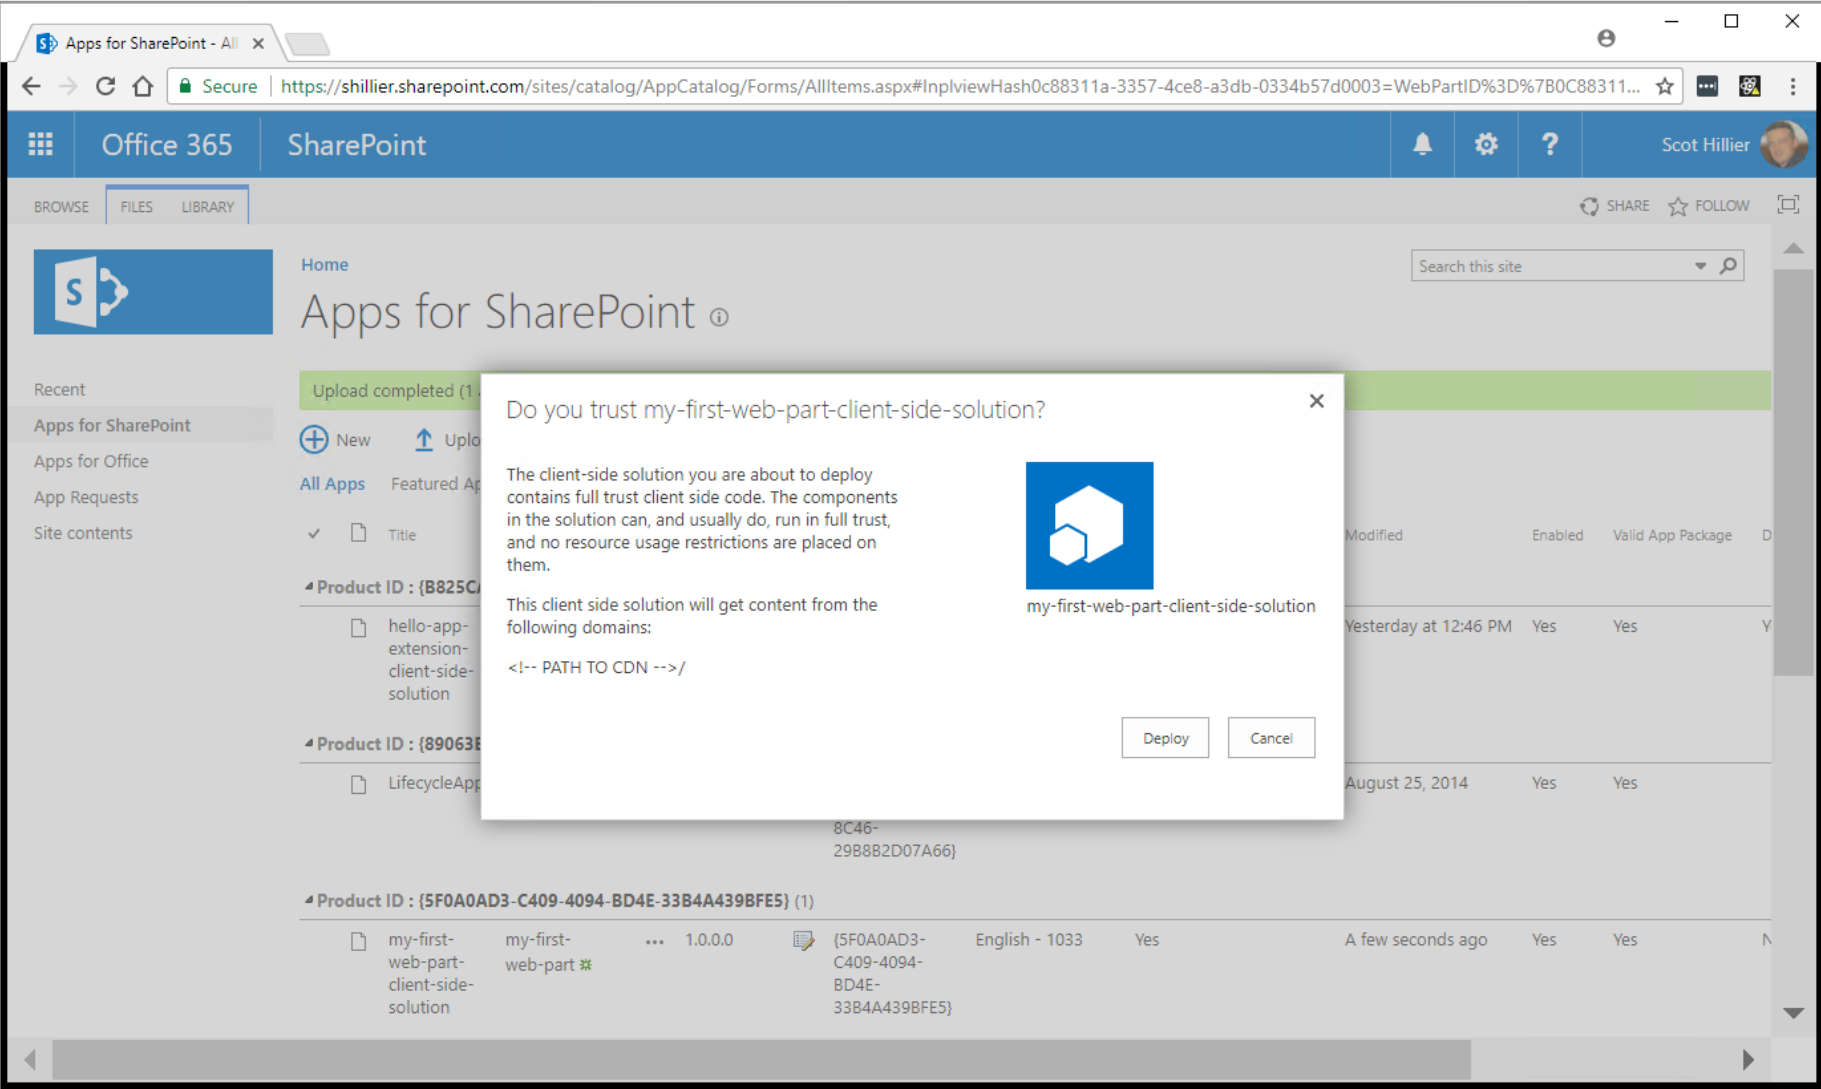 Apps for SharePoint - All
Secure https://shillier.sharepoint.com/sites/catalog/AppCatalog/Forms/AllItems.aspx#InplviewHash0c88311a-3357-4ce8-a3db-0334b57d0003=WebPartID%3D%7B0C88311...
Office 365 SharePoint Scot Hillier
BROWSE FILES LIBRARY SHARE FOLLOW
Home
Search this site
Apps for SharePoint
Recent
Apps for SharePoint
Apps for Office
App Requests
Site contents
Upload completed (1
New Uplo
All Apps Featured Ap
Title Modified Enabled Valid App Package D
Do you trust my-first-web-part-client-side-solution?
The client-side solution you are about to deploy
contains full trust client side code. The components
in the solution can, and usually do, run in full trust,
and no resource usage restrictions are placed on
them.
This client side solution will get content from the
following domains:
<!-- PATH TO CDN -->/
my-first-web-part-client-side-solution
Deploy Cancel
Product ID : {B825CA
hello-app- Yesterday at 12:46 PM Yes Yes Y
extension-
client-side-
solution
Product ID : {89063E
LifecycleApp August 25, 2014 Yes Yes
8C46-
29B8B2D07A66}
Product ID : {5F0A0AD3-C409-4094-BD4E-33B4A439BFE5} (1)
my-first- my-first- ... 1.0.0.0 {5F0A0AD3- English - 1033 Yes A few seconds ago Yes Yes N
web-part- web-part C409-4094-
client-side- BD4E-
solution 33B4A439BFE5}